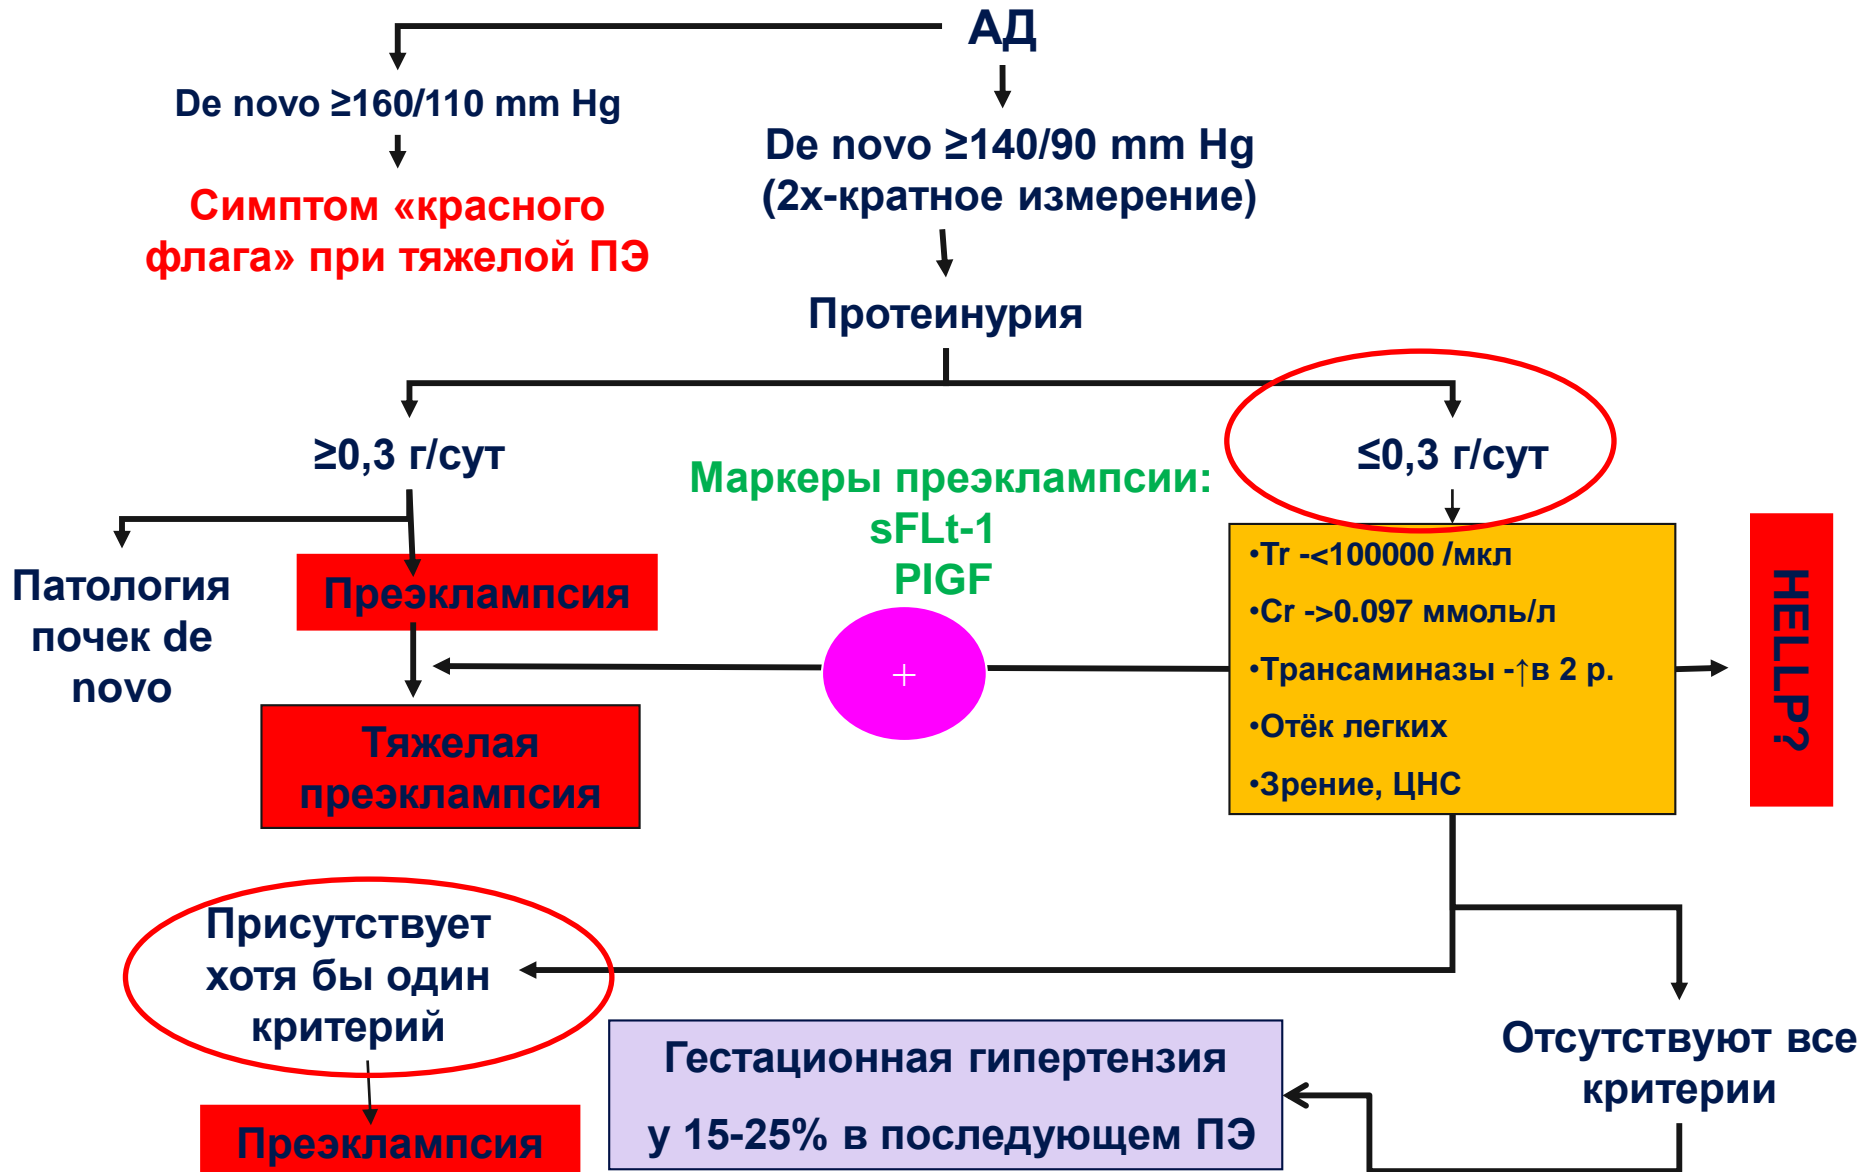 АД
De novo ≥160/110 mm Hg
De novo ≥140/90 mm Hg
(2х-кратное измерение)
Симптом «красного
флага» при тяжелой ПЭ
Протеинурия
≥0,3 г/сут
≤0,3 г/сут
Маркеры преэклампсии:
sFLt-1
PIGF
Патология
почек de
novo
Преэклампсия
Тяжелая
преэклампсия
+
•Tr -<100000 /мкл
•Cr ->0.097 ммоль/л
•Трансаминазы -↑в 2 р.
•Отёк легких
•Зрение, ЦНС
HELLP?
Присутствует
хотя бы один
критерий
Преэклампсия
Гестационная гипертензия
у 15-25% в последующем ПЭ
Отсутствуют все
критерии